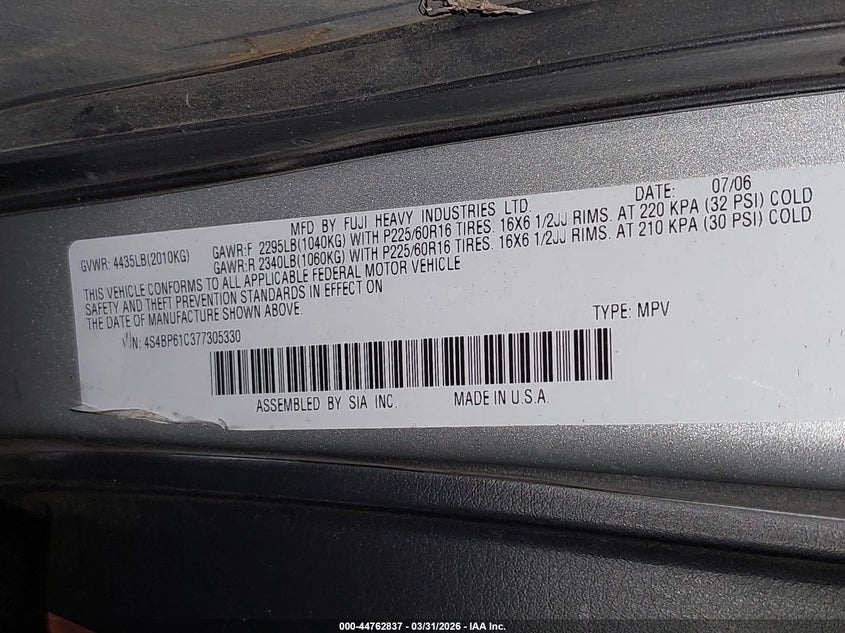 MFD BY FUJI HEAVY INDUSTRIES LTD. DATE: 07/06
GVWR: 4435LB(2010KG) GAWR:F 2295LB(1040KG) WITH P225/60R16 TIRES. 16X6 1/2JJ RIMS. AT 220 KPA (32 PSI) COLD
GAWR:R 2340LB(1060KG) WITH P225/60R16 TIRES. 16X6 1/2JJ RIMS. AT 210 KPA (30 PSI) COLD
THIS VEHICLE CONFORMS TO ALL APPLICABLE FEDERAL MOTOR VEHICLE
SAFETY AND THEFT PREVENTION STANDARDS IN EFFECT ON
THE DATE OF MANUFACTURE SHOWN ABOVE.
TYPE: MPV
VIN: 4S4BP61C377305330
ASSEMBLED BY SIA INC. MADE IN U.S.A.
000-44762837 - 03/31/2026 - IAA Inc.